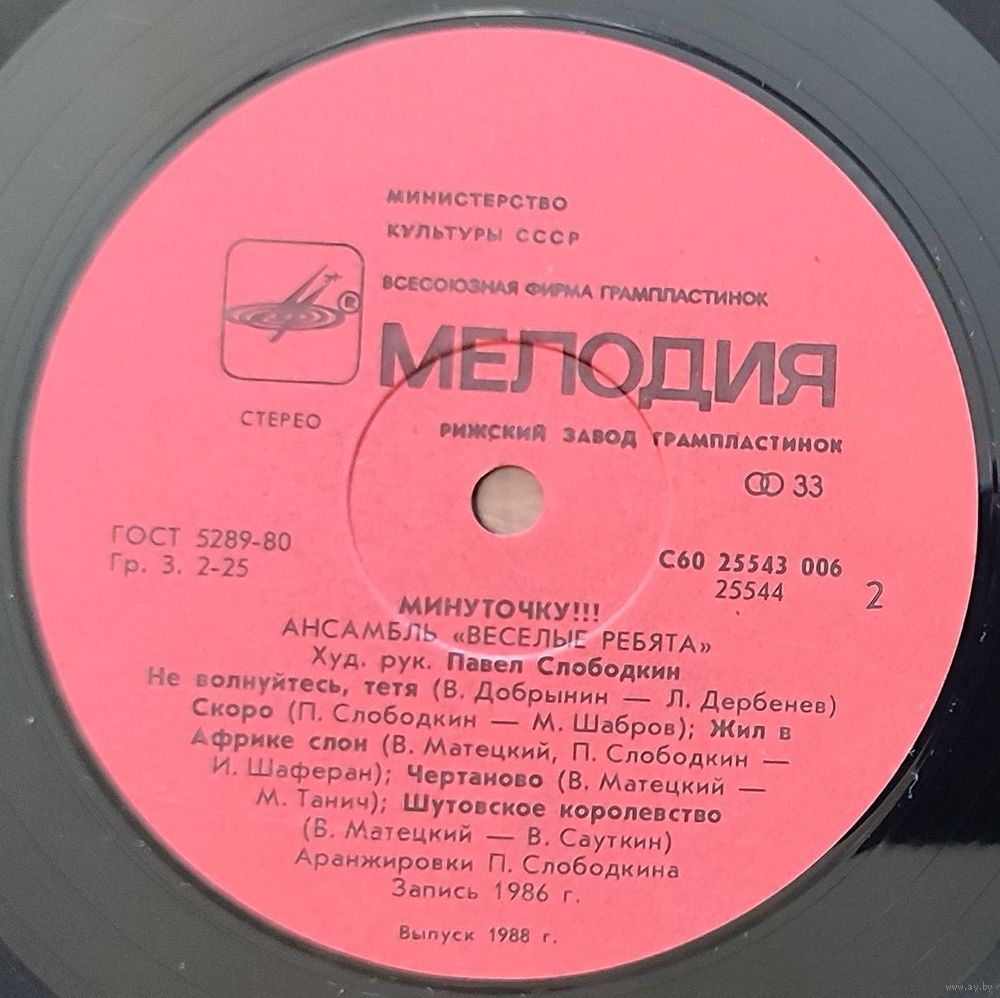 МИНИСТЕРСТВО
КУЛЬТУРЫ СССР
ВСЕСОЮЗНАЯ ФИРМА ГРАМПЛАСТИНОК
®
МЕЛОДИЯ
СТЕРЕО
РИЖСКИЙ ЗАВОД ГРАМПЛАСТИНОК
33
ГОСТ 5289-80
Гр. 3. 2-25
С60 25543 006
25544
2
МИНУТОЧКУ!!!
АНСАМБЛЬ «ВЕСЕЛЫЕ РЕБЯТА»
Худ. рук. Павел Слободкин
Не волнуйтесь, тетя (В. Добрынин — Л. Дербенев)
Скоро (П. Слободкин — М. Шабров); Жил в
Африке слон (В. Матецкий, П. Слободкин —
И. Шаферан); Чертаново (В. Матецкий —
М. Танич); Шутовское королевство
(В. Матецкий — В. Сауткин)
Аранжировки П. Слободкина
Запись 1986 г.
Выпуск 1988 г.
www.ay.by